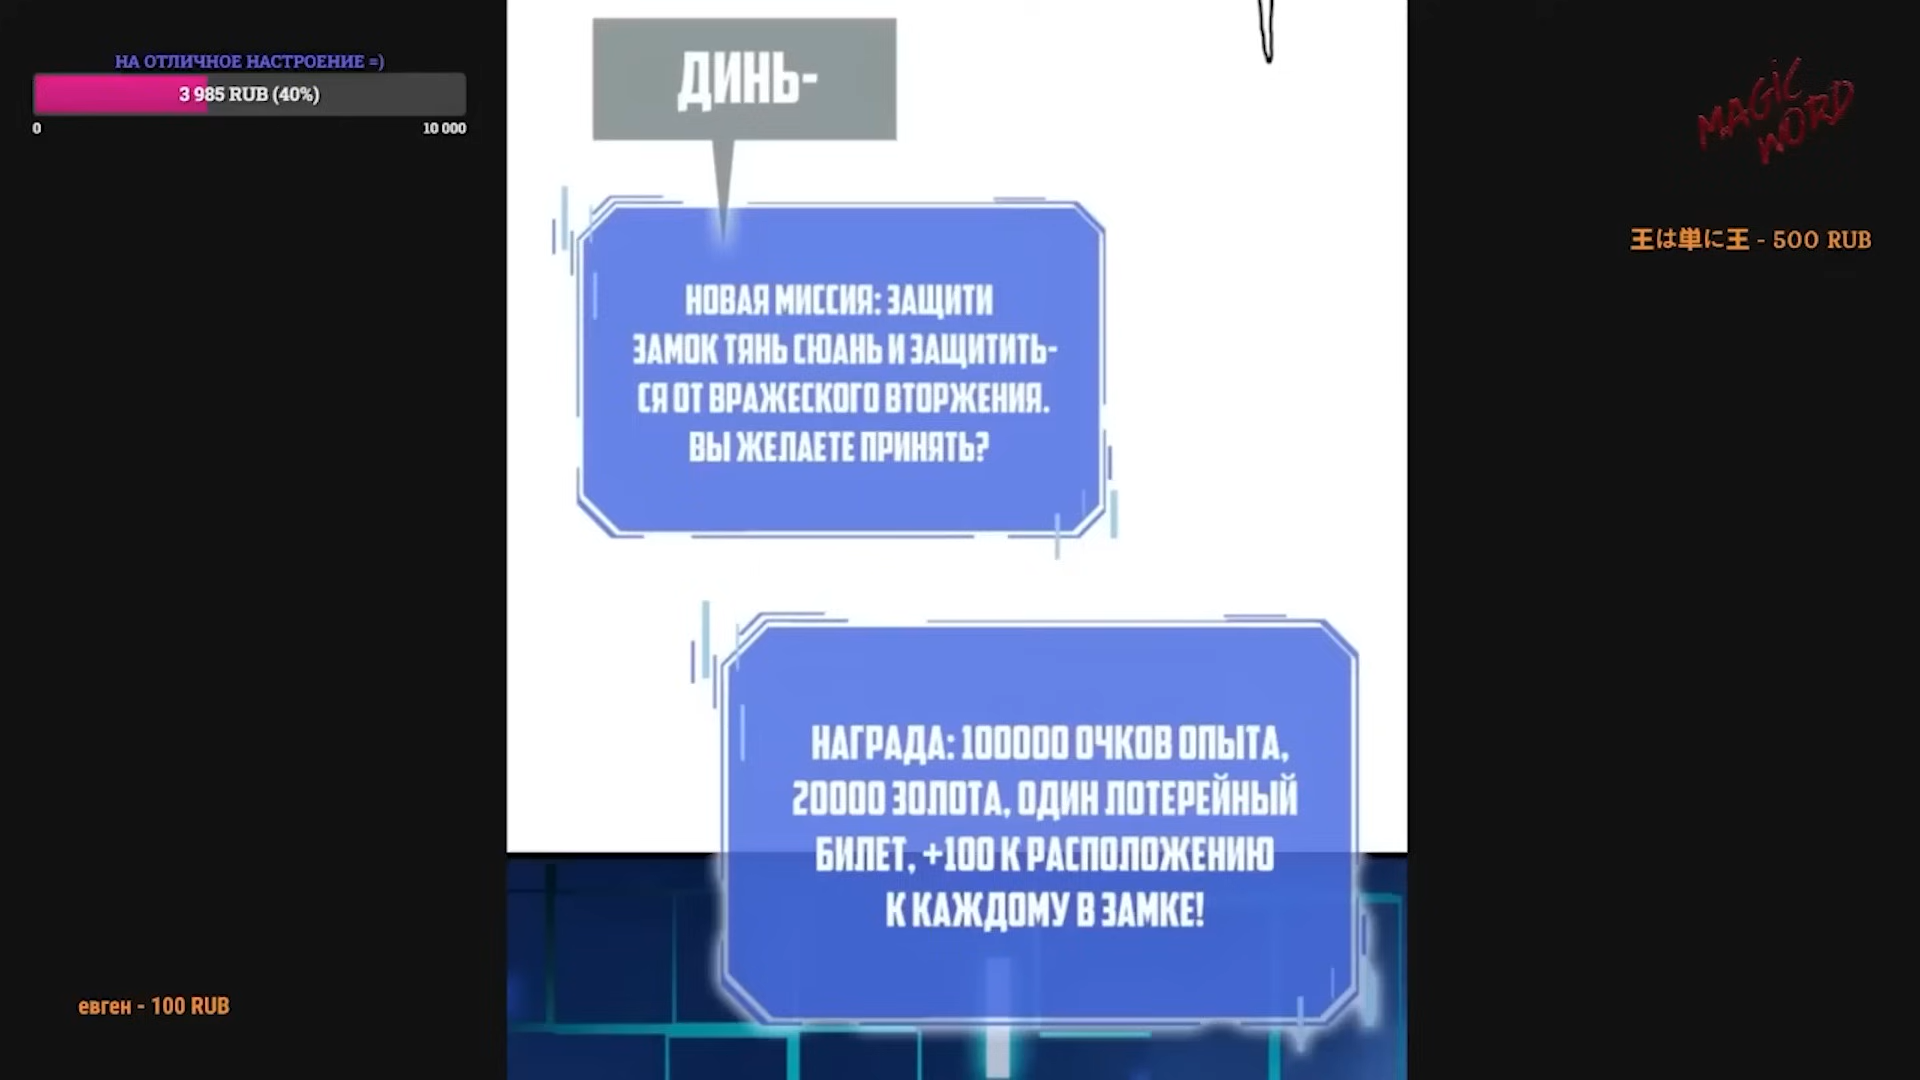 НА ОТЛИЧНОЕ НАСТРОЕНИЕ =)
3 985 RUB (40%)
0
10 000
ДИНЬ-
НОВАЯ МИССИЯ: ЗАЩИТИ
ЗАМОК ТЯНЬ СЮАНЬ И ЗАЩИТИТЬ-
СЯ ОТ ВРАЖЕСКОГО ВТОРЖЕНИЯ.
ВЫ ЖЕЛАЕТЕ ПРИНЯТЬ?
НАГРАДА: 100000 ОЧКОВ ОПЫТА,
20000 ЗОЛОТА, ОДИН ЛОТЕРЕЙНЫЙ
БИЛЕТ, +100 К РАСПОЛОЖЕНИЮ
К КАЖДОМУ В ЗАМКЕ!
MAGIC
WORD
王は単に王 - 500 RUB
евген - 100 RUB